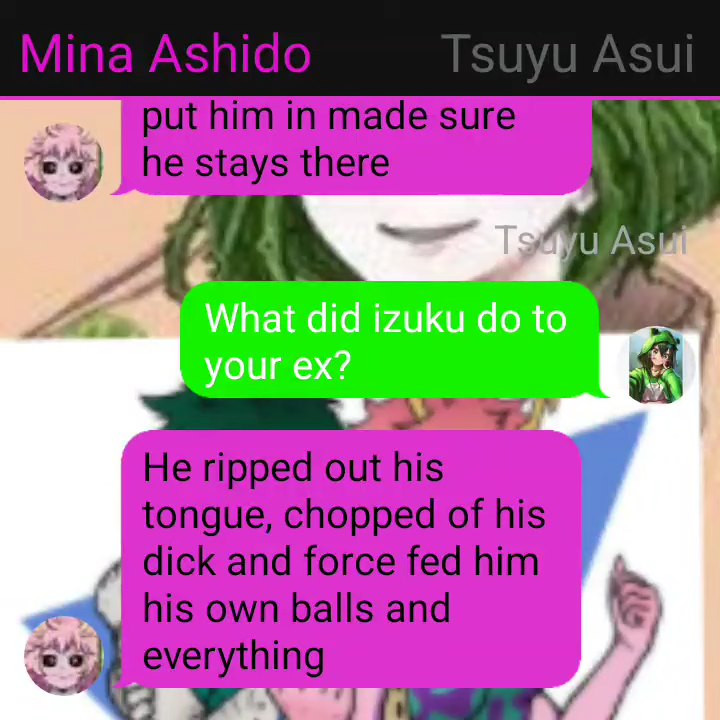 Mina Ashido Tsuyu Asui
put him in made sure
he stays there
Tsuyu Asui
What did izuku do to
your ex?
He ripped out his
tongue, chopped of his
dick and force fed him
his own balls and
everything